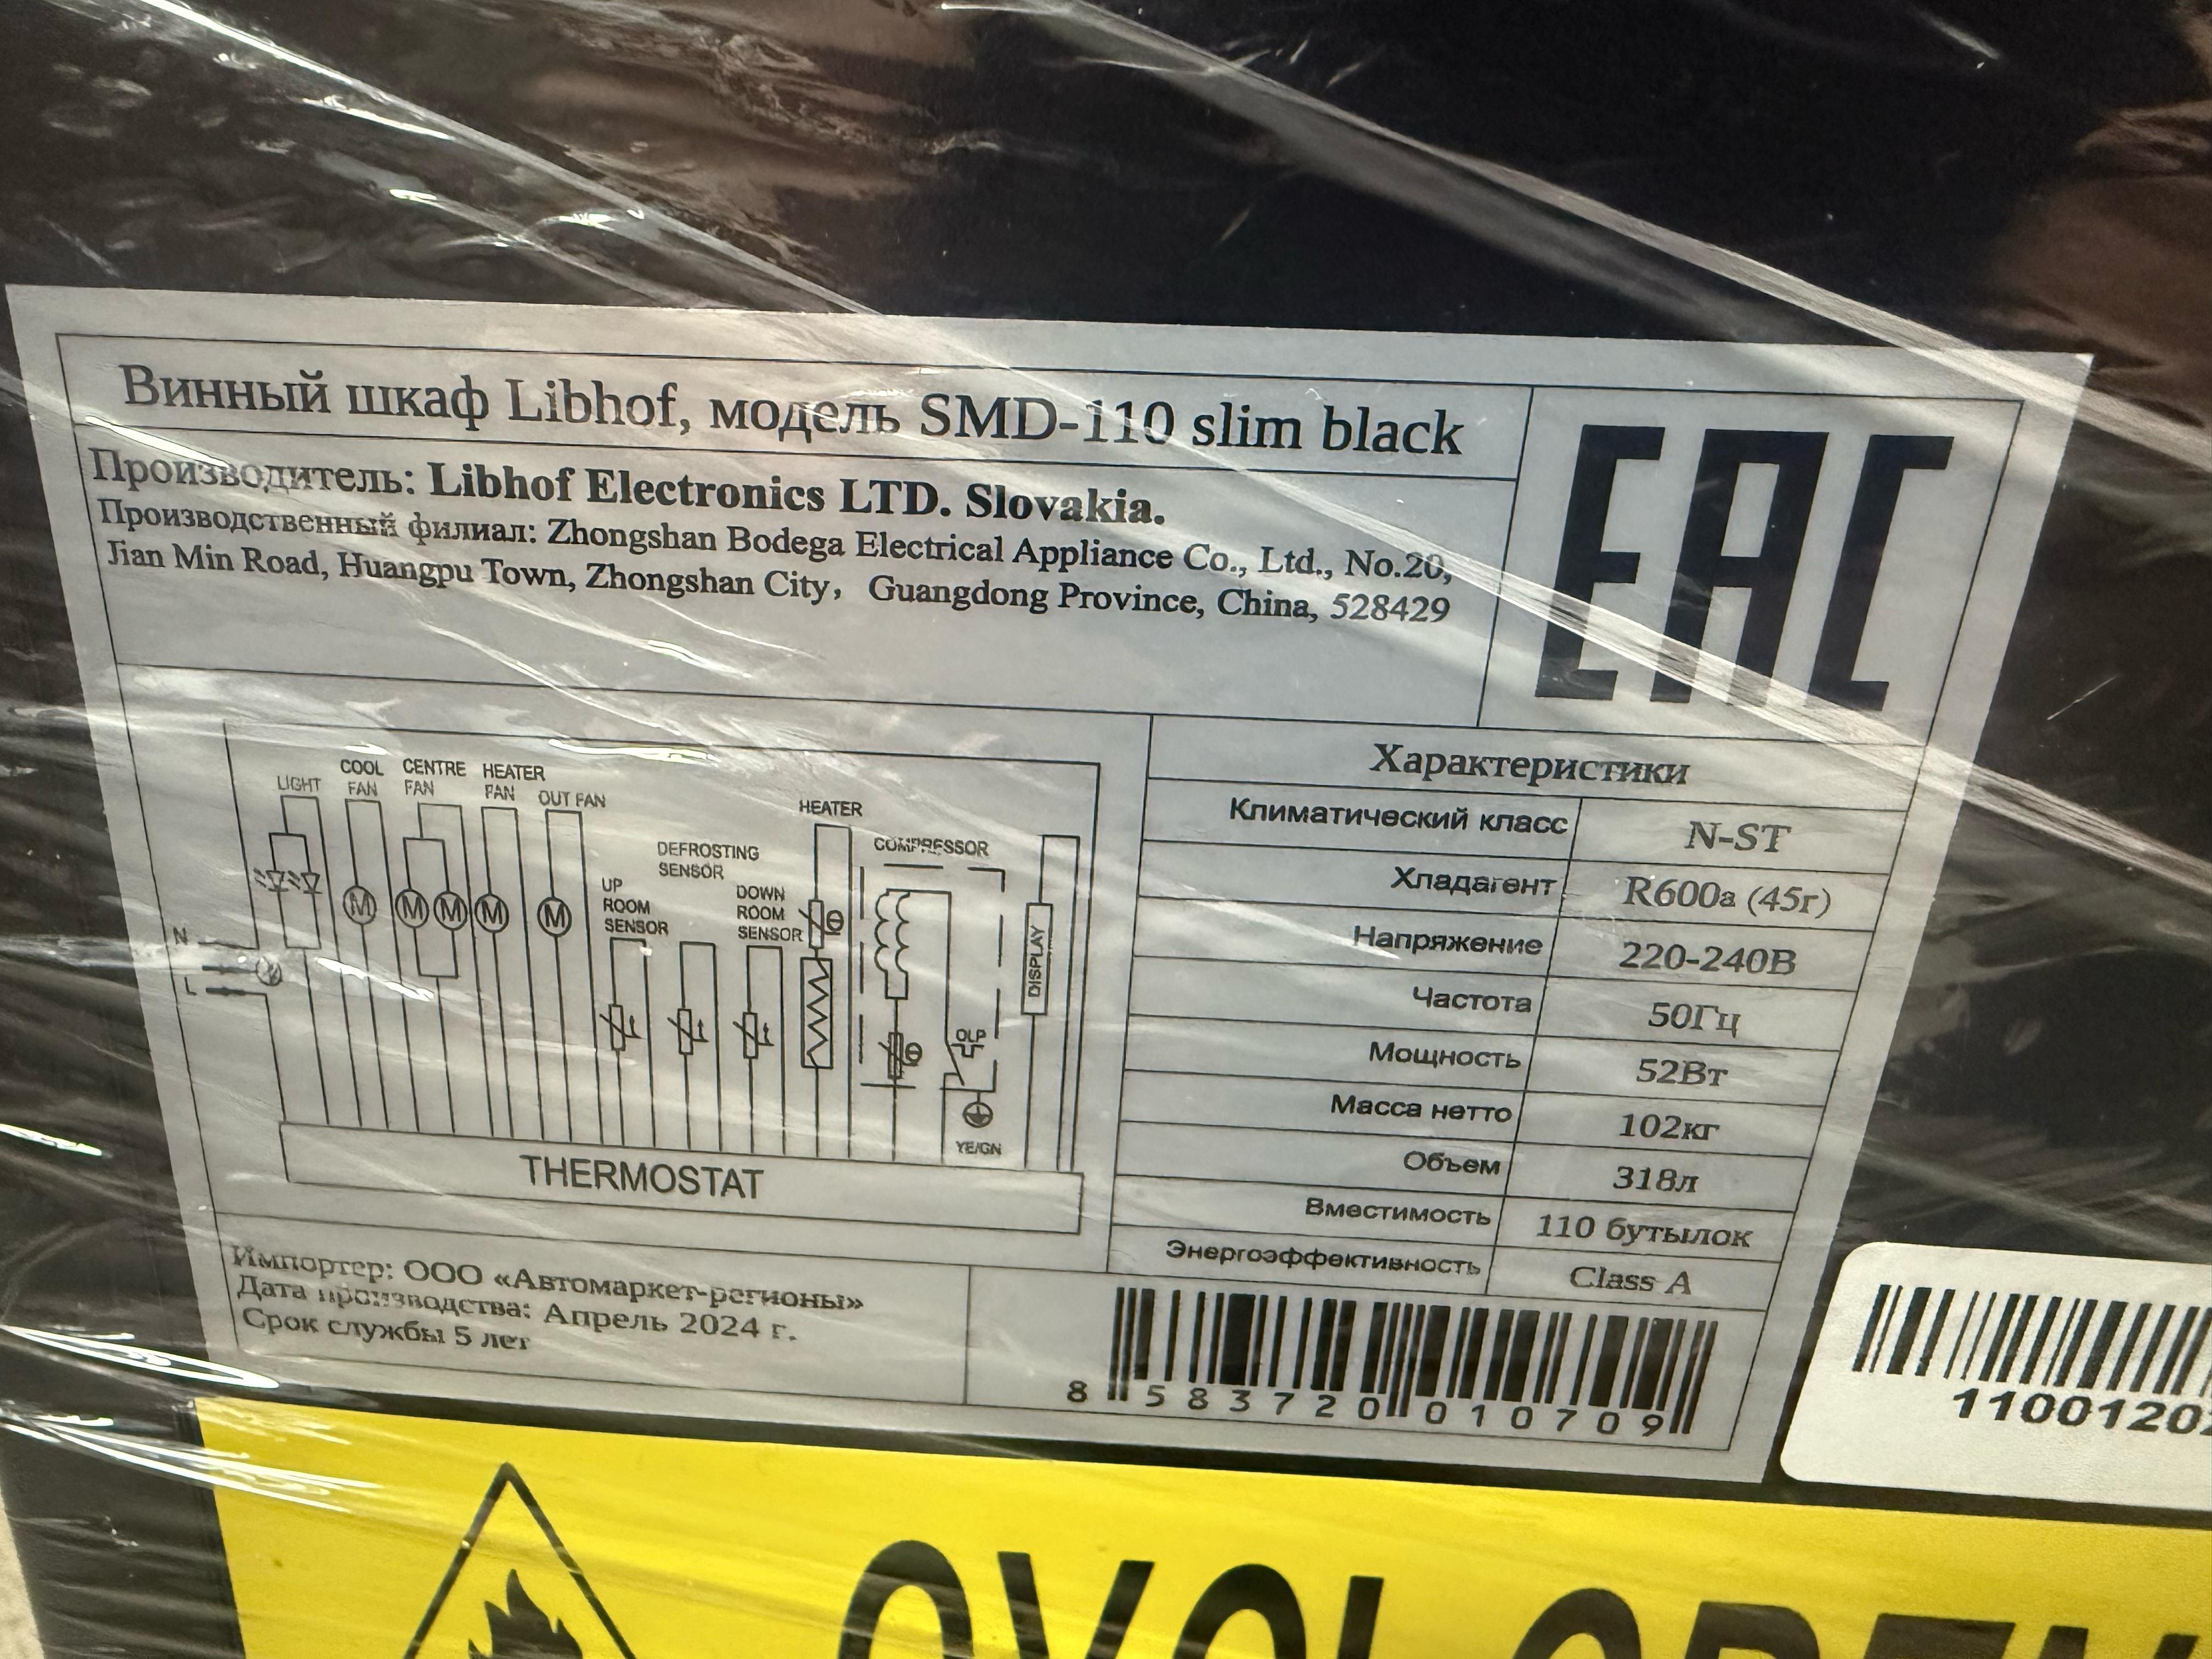 Винный шкаф Libhof, модель SMD-110 slim black
EAC
Производитель: Libhof Electronics LTD. Slovakia.
Производственный филиал: Zhongshan Bodega Electrical Appliance Co., Ltd., No.20,
Jian Min Road, Huangpu Town, Zhongshan City, Guangdong Province, China, 528429
LIGHT
COOL
FAN
CENTRE
FAN
HEATER
FAN
OUT FAN
HEATER
COMPRESSOR
DEFROSTING
SENSOR
UP
ROOM
SENSOR
DOWN
ROOM
SENSOR
M M M M M
N
L
DISPLAY
OLP
YE/GN
THERMOSTAT
Характеристики
Климатический класс N-ST
Хладагент R600a (45г)
Напряжение 220-240В
Частота 50Гц
Мощность 52Вт
Масса нетто 102кг
Объем 318л
Вместимость 110 бутылок
Энергоэффективность Class A
Импортер: ООО «Автомаркет-регионы»
Дата производства: Апрель 2024 г.
Срок службы 5 лет
8 583720 010709
1100120